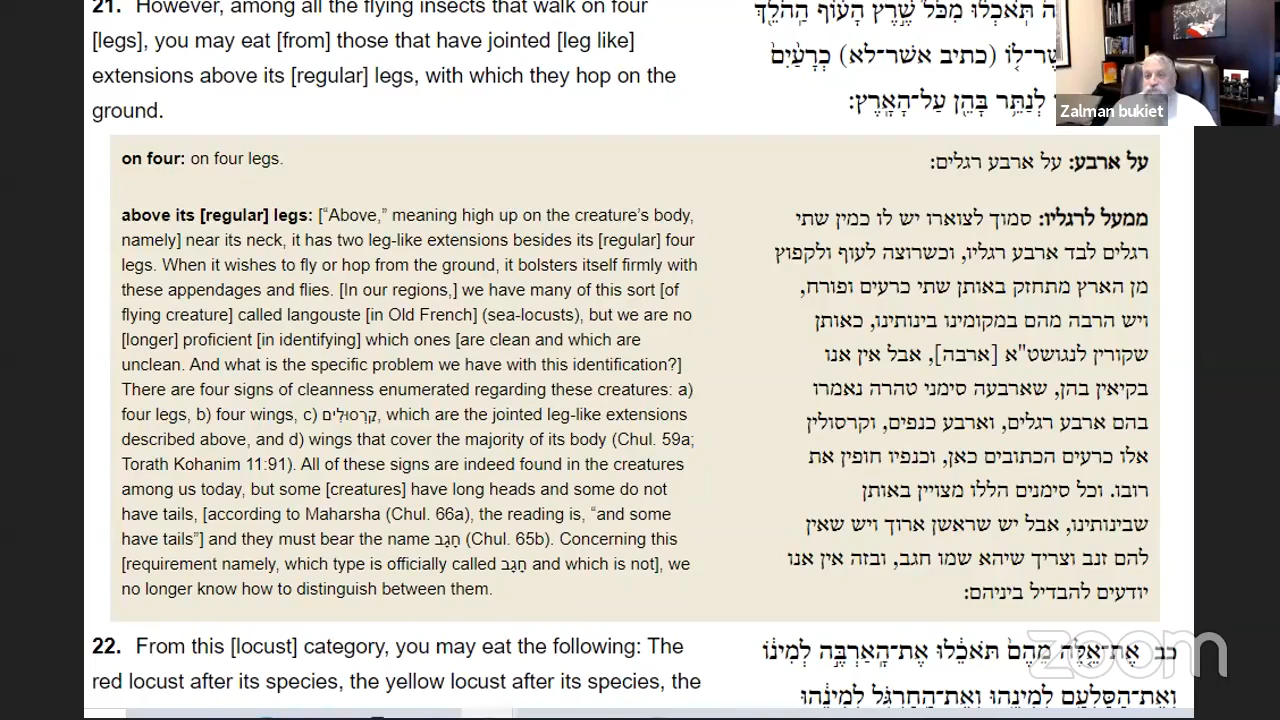 21. However, among all the flying insects that walk on four
[legs], you may eat [from] those that have jointed [leg like]
extensions above its [regular] legs, with which they hop on the
ground.
תֹּאכְל֔וּ מִכֹּל֙ שֶׁ֣רֶץ הָע֔וֹף הַֽהֹלֵ֖ךְ
(כתיב אשר־לא) כְרָעַ֨יִם֙
לְנַתֵּ֥ר בָּהֵ֖ן עַל־הָאָֽרֶץ:
Zalman bukiet
on four: on four legs.
על ארבע: על ארבע רגלים:
above its [regular] legs: [“Above,” meaning high up on the creature’s body,
namely] near its neck, it has two leg-like extensions besides its [regular] four
legs. When it wishes to fly or hop from the ground, it bolsters itself firmly with
these appendages and flies. [In our regions,] we have many of this sort [of
flying creature] called langouste [in Old French] (sea-locusts), but we are no
[longer] proficient [in identifying] which ones [are clean and which are
unclean. And what is the specific problem we have with this identification?]
There are four signs of cleanness enumerated regarding these creatures: a)
four legs, b) four wings, c) קַרְסוּלִים, which are the jointed leg-like extensions
described above, and d) wings that cover the majority of its body (Chul. 59a;
Torath Kohanim 11:91). All of these signs are indeed found in the creatures
among us today, but some [creatures] have long heads and some do not
have tails, [according to Maharsha (Chul. 66a), the reading is, “and some
have tails”] and they must bear the name חָגָב (Chul. 65b). Concerning this
[requirement namely, which type is officially called חָגָב and which is not], we
no longer know how to distinguish between them.
ממעל לרגליו: סמוך לצוארו יש לו כמין שתי
רגלים לבד ארבע רגליו, וכשרוצה לעוף ולקפוץ
מן הארץ מתחזק באותן שתי כרעים ופורח,
ויש הרבה מהם במקומינו בינותינו, כאותן
שקורין לנגושט"א [ארבה], אבל אין אנו
בקיאין בהן, שארבעה סימני טהרה נאמרו
בהם ארבע רגלים, וארבע כנפים, וקרסולין
אלו כרעים הכתובים כאן, וכנפיו חופין את
רובו. וכל סימנים הללו מצויין באותן
שבינותינו, אבל יש שראשן ארוך ויש שאין
להם זנב וצריך שיהא שמו חגב, ובזה אין אנו
יודעים להבדיל ביניהם:
22. From this [locust] category, you may eat the following: The
red locust after its species, the yellow locust after its species, the
כב אֶת־אֵ֤לֶּה מֵהֶם֙ תֹּאכֵ֔לוּ אֶת־הָֽאַרְבֶּ֣ה לְמִינ֔וֹ
וְאֶת־הַסָּלְעָ֖ם לְמִינֵ֑הוּ וְאֶת־הַחַרְגֹּ֣ל לְמִינֵ֔הוּ
zoom